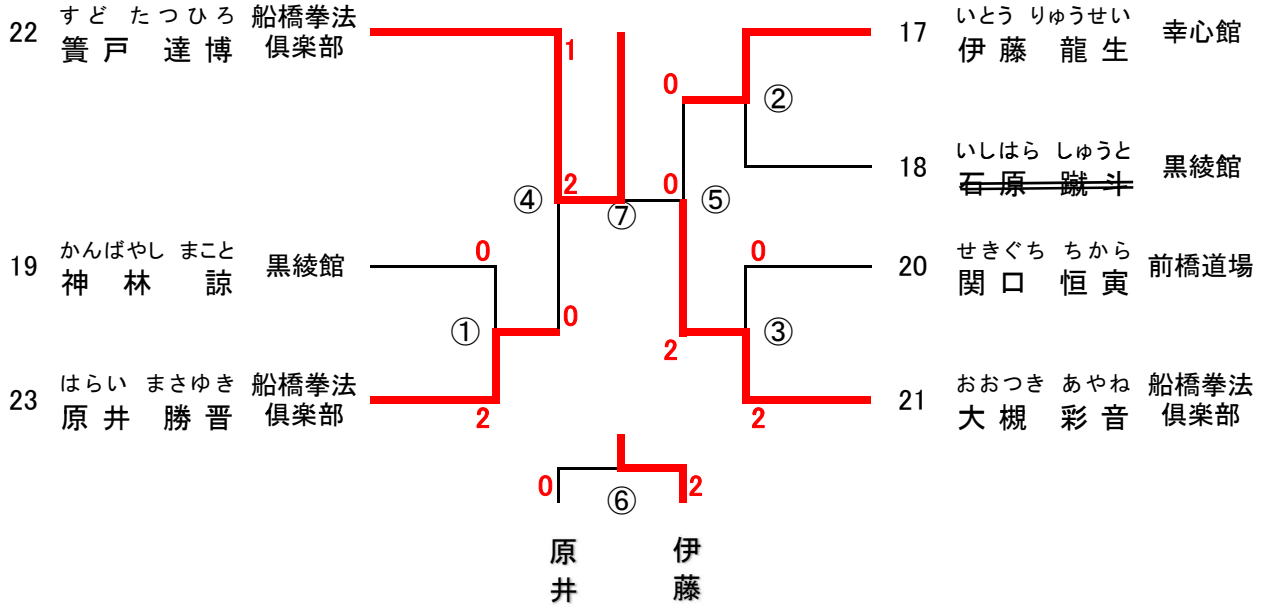 22
すど たつひろ
簀戸 達博
船橋拳法
倶楽部
19
かんばやし まこと
神林 諒
黒綾館
23
はらい まさゆき
原井 勝晋
船橋拳法
倶楽部
1
2
④
0
①
0
2
⑦
0
②
0
⑤
2
0
③
2
17
いとう りゅうせい
伊藤 龍生
幸心館
18
いしはら しゅうと
石原 蹴斗
黒綾館
20
せきぐち ちから
関口 恒寅
前橋道場
21
おおつき あやね
大槻 彩音
船橋拳法
倶楽部
0
⑥
2
原井
伊藤